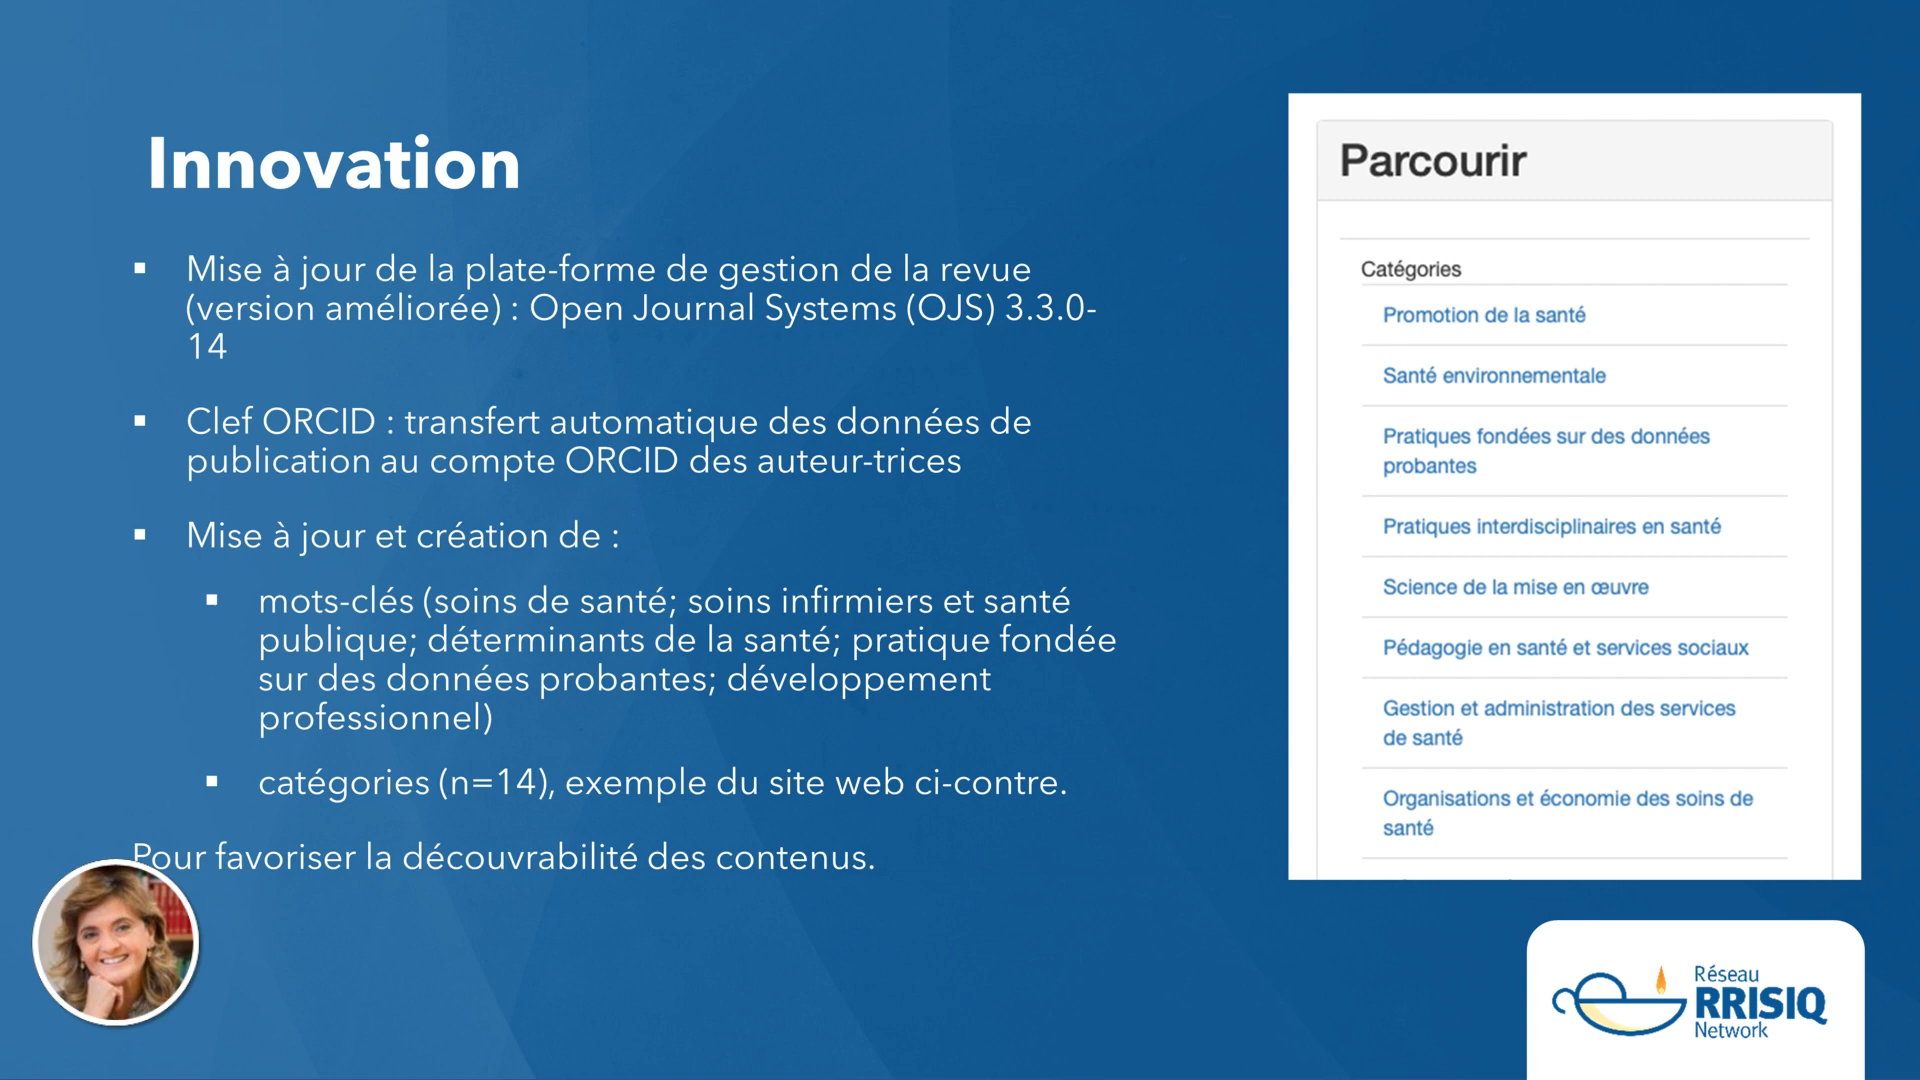 Innovation
▪ Mise à jour de la plate-forme de gestion de la revue
(version améliorée) : Open Journal Systems (OJS) 3.3.0-
14
▪ Clef ORCID : transfert automatique des données de
publication au compte ORCID des auteur-trices
▪ Mise à jour et création de :
▪ mots-clés (soins de santé; soins infirmiers et santé
publique; déterminants de la santé; pratique fondée
sur des données probantes; développement
professionnel)
▪ catégories (n=14), exemple du site web ci-contre.
Pour favoriser la découvrabilité des contenus.
Parcourir
Catégories
Promotion de la santé
Santé environnementale
Pratiques fondées sur des données
probantes
Pratiques interdisciplinaires en santé
Science de la mise en œuvre
Pédagogie en santé et services sociaux
Gestion et administration des services
de santé
Organisations et économie des soins de
santé
Réseau
RRISIQ
Network